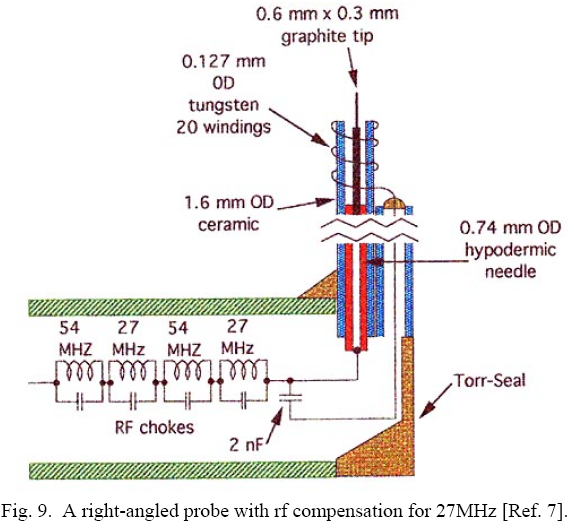 0.6 mm x 0.3 mm
graphite tip
0.127 mm
OD
tungsten
20 windings
1.6 mm OD
ceramic
0.74 mm OD
hypodermic
needle
54
MHZ
27
MHz
54
MHZ
27
MHz
RF chokes
2 nF
Torr-Seal
Fig. 9.  A right-angled probe with rf compensation for 27MHz [Ref. 7].